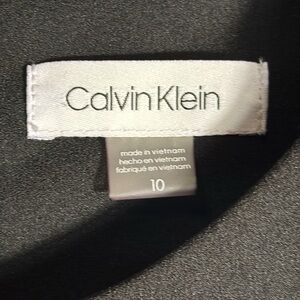 Calvin Klein
made in vietnam
hecho en vietnam
fabriqué en vietnam
10